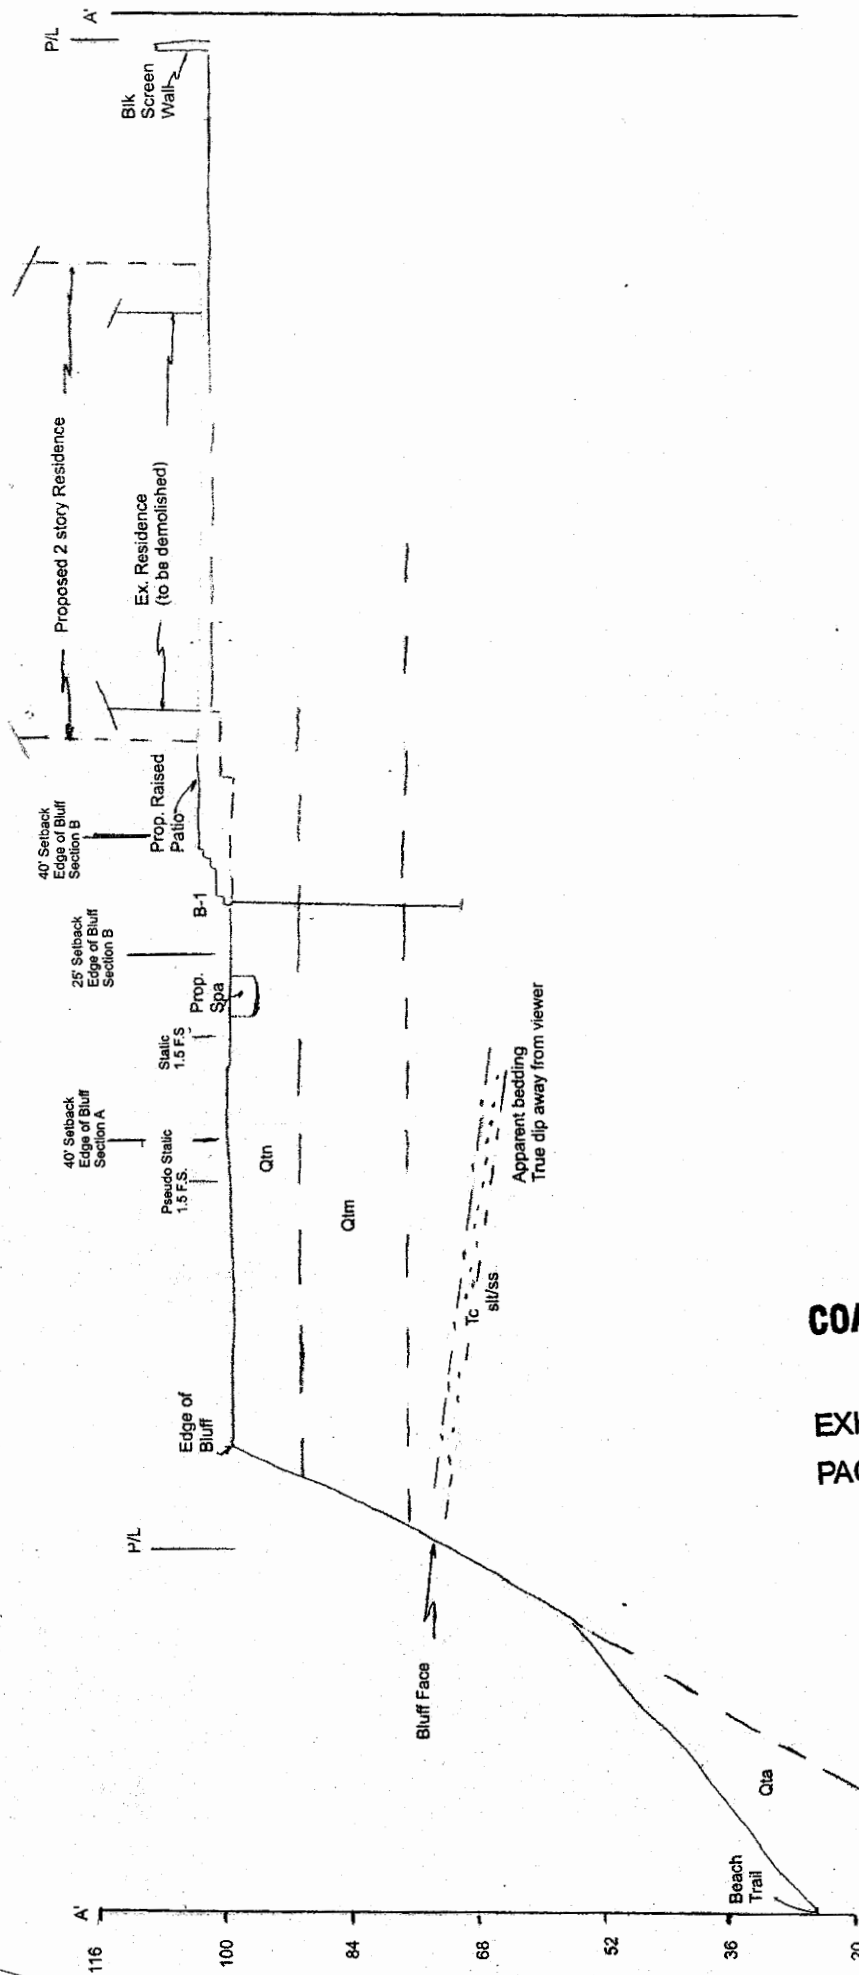 A'
P/L
Blk
Screen
Wall
Proposed 2 story Residence
Ex. Residence
(to be demolished)
40' Setback
Edge of Bluff
Section B
Prop. Raised
Patio
B-1
25' Setback
Edge of Bluff
Section B
Prop.
Spa
Static
1.5 F.S
40' Setback
Edge of Bluff
Section A
Pseudo Static
1.5 F.S.
Qtn
Qtm
Apparent bedding
True dip away from viewer
Tc
slt/ss
Edge of
Bluff
P/L
Bluff Face
Qta
Beach
Trail
A'
116
100
84
68
52
36
20
COA
EXH
PAG